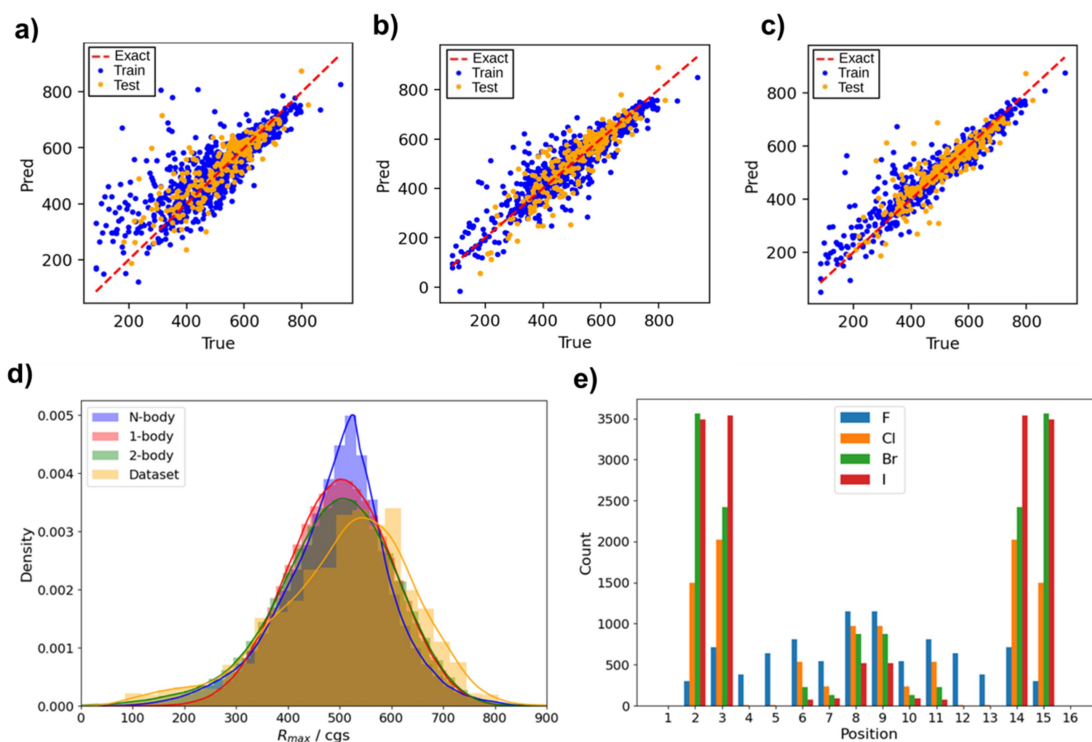 a)
Exact
Train
Test
800
600
400
200
Pred
200 400 600 800
True
b)
Exact
Train
Test
800
600
400
200
0
Pred
200 400 600 800
True
c)
Exact
Train
Test
800
600
400
200
Pred
200 400 600 800
True
d)
N-body
1-body
2-body
Dataset
0.005
0.004
0.003
0.002
0.001
0.000
Density
0 100 200 300 400 500 600 700 800 900
Rmax / cgs
e)
F
Cl
Br
I
3500
3000
2500
2000
1500
1000
500
0
Count
1 2 3 4 5 6 7 8 9 10 11 12 13 14 15 16
Position